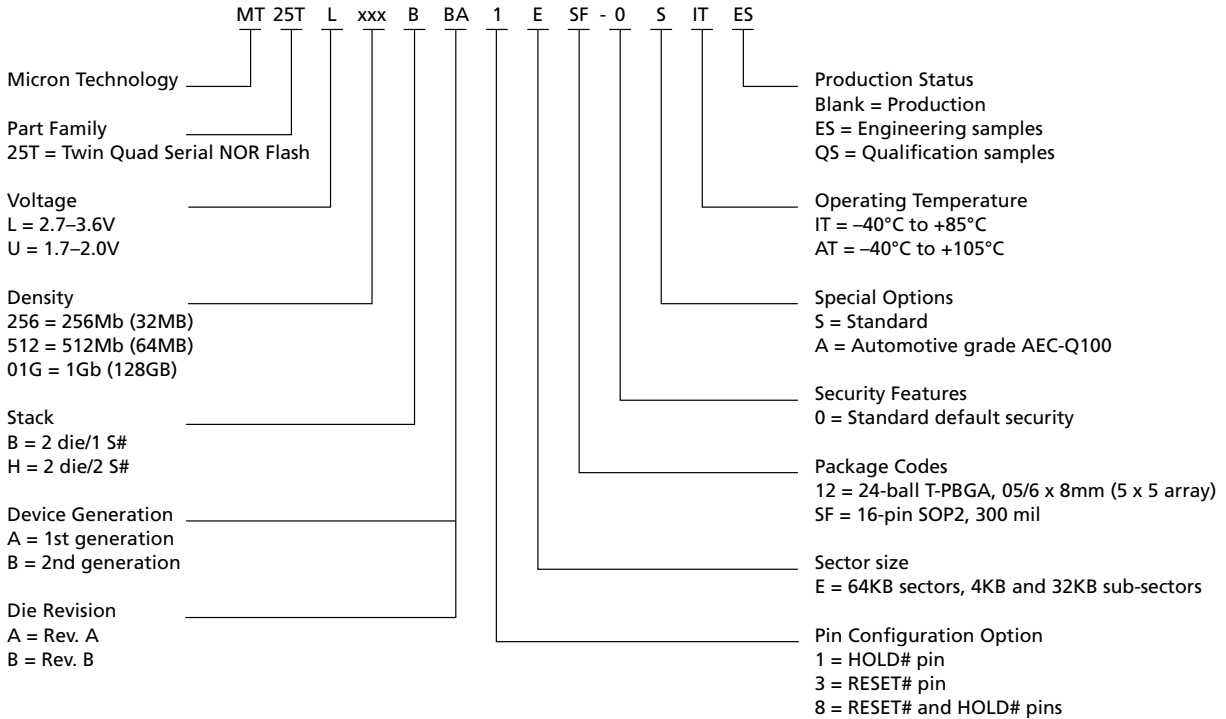 MT 25T L xxx B BA 1 E SF - 0 S IT ES
Micron Technology
Part Family
25T = Twin Quad Serial NOR Flash
Voltage
L = 2.7–3.6V
U = 1.7–2.0V
Density
256 = 256Mb (32MB)
512 = 512Mb (64MB)
01G = 1Gb (128GB)
Stack
B = 2 die/1 S#
H = 2 die/2 S#
Device Generation
A = 1st generation
B = 2nd generation
Die Revision
A = Rev. A
B = Rev. B
Production Status
Blank = Production
ES = Engineering samples
QS = Qualification samples
Operating Temperature
IT = –40°C to +85°C
AT = –40°C to +105°C
Special Options
S = Standard
A = Automotive grade AEC-Q100
Security Features
0 = Standard default security
Package Codes
12 = 24-ball T-PBGA, 05/6 x 8mm (5 x 5 array)
SF = 16-pin SOP2, 300 mil
Sector size
E = 64KB sectors, 4KB and 32KB sub-sectors
Pin Configuration Option
1 = HOLD# pin
3 = RESET# pin
8 = RESET# and HOLD# pins